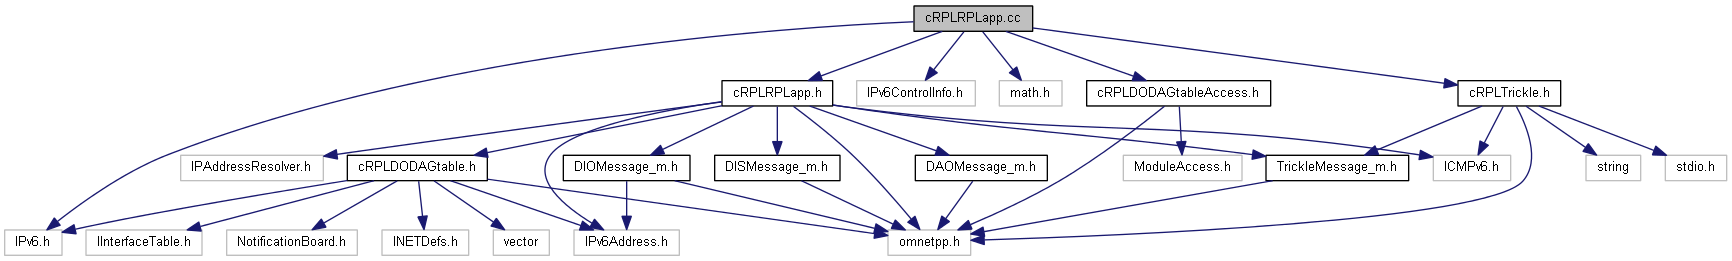 cRPLRPLapp.cc
cRPLRPLapp.h
IPv6ControlInfo.h
math.h
cRPLDODAGtableAccess.h
cRPLTrickle.h
IPAddressResolver.h
cRPLDODAGtable.h
DIOMessage_m.h
DISMessage_m.h
DAOMessage_m.h
ModuleAccess.h
TrickleMessage_m.h
ICMPv6.h
string
stdio.h
IPv6.h
IInterfaceTable.h
NotificationBoard.h
INETDefs.h
vector
IPv6Address.h
omnetpp.h